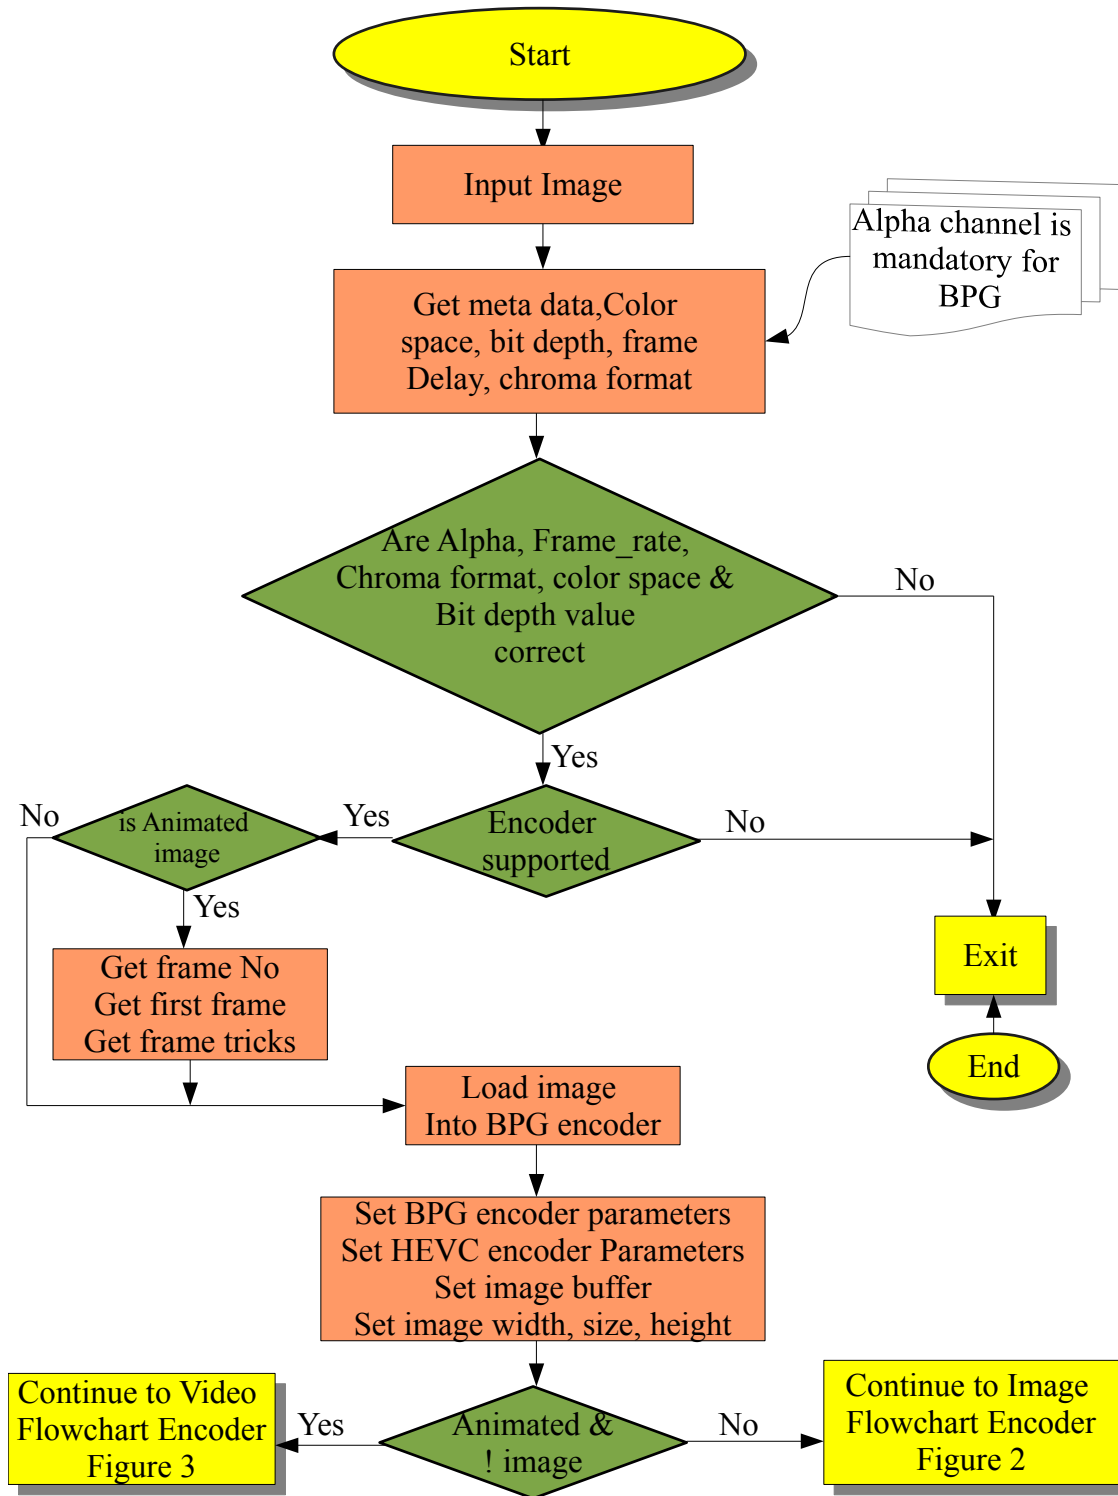 Start
Input Image
Alpha channel is
mandatory for
BPG
Get meta data,Color
space, bit depth, frame
Delay, chroma format
Are Alpha, Frame_rate,
Chroma format, color space &
Bit depth value
correct
No
Yes
No
is Animated
image
Yes
Encoder
supported
No
Yes
Get frame No
Get first frame
Get frame tricks
Exit
End
Load image
Into BPG encoder
Set BPG encoder parameters
Set HEVC encoder Parameters
Set image buffer
Set image width, size, height
Continue to Video
Flowchart Encoder
Figure 3
Yes
Animated &
! image
No
Continue to Image
Flowchart Encoder
Figure 2